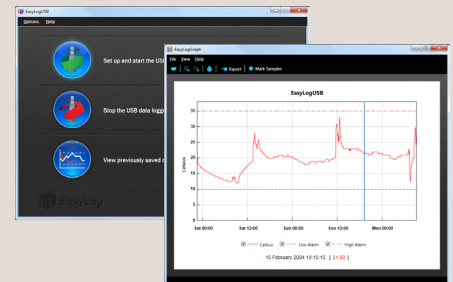 EasyLogUSB
Options Help
Set up and start the USB
Stop the USB data logg
View previously saved d
EasyLog
EasyLogGraph
File View Help
Export Mark Samples
EasyLogUSB
Celsius
35
30
25
20
15
10
5
0
Sat 00:00 Sat 12:00 Sun 00:00 Sun 12:00 Mon 00:00
Celsius Low Alarm High Alarm
15 February 2004 19:15:15 [ 21.50 ]